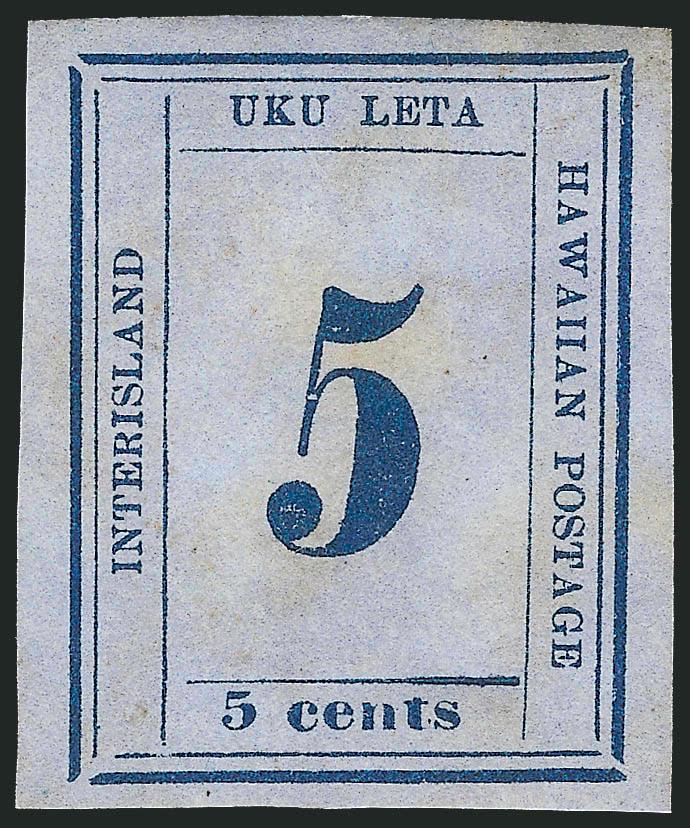 UKU LETA
INTERISLAND
HAWAIIAN POSTAGE
5
5 cents